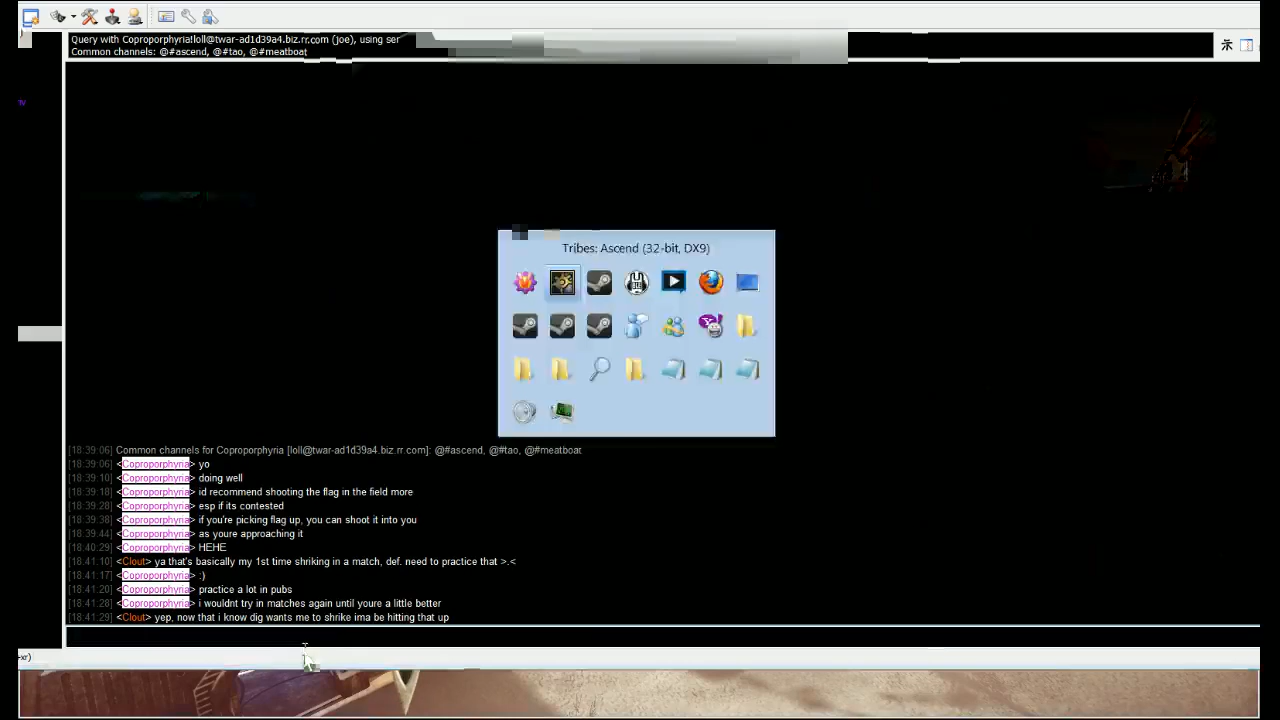 Query with Coproporphyria!loll@twar-ad1d39a4.biz.rr.com (joe), using ser
Common channels: @#ascend, @#tao, @#meatboat
Tribes: Ascend (32-bit, DX9)
[18:39:06] Common channels for Coproporphyria [loll@twar-ad1d39a4.biz.rr.com]: @#ascend, @#tao, @#meatboat
[18:39:06] <Coproporphyria> yo
[18:39:10] <Coproporphyria> doing well
[18:39:18] <Coproporphyria> id recommend shooting the flag in the field more
[18:39:28] <Coproporphyria> esp if its contested
[18:39:38] <Coproporphyria> if you're picking flag up, you can shoot it into you
[18:39:44] <Coproporphyria> as youre approaching it
[18:40:29] <Coproporphyria> HEHE
[18:41:10] <Clout> ya that's basically my 1st time shriking in a match, def. need to practice that >.<
[18:41:17] <Coproporphyria> :)
[18:41:20] <Coproporphyria> practice a lot in pubs
[18:41:28] <Coproporphyria> i wouldnt try in matches again until youre a little better
[18:41:29] <Clout> yep, now that i know dig wants me to shrike ima be hitting that up